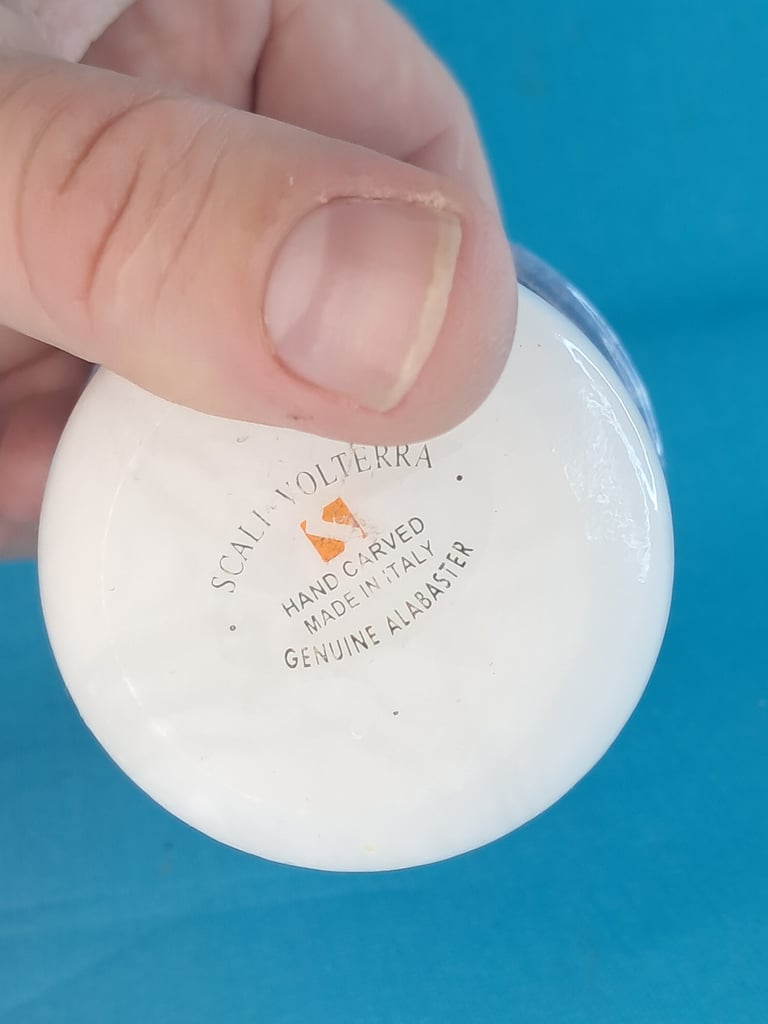 SCALI · VOLTERRA
HAND CARVED
MADE IN ITALY
GENUINE ALABASTER